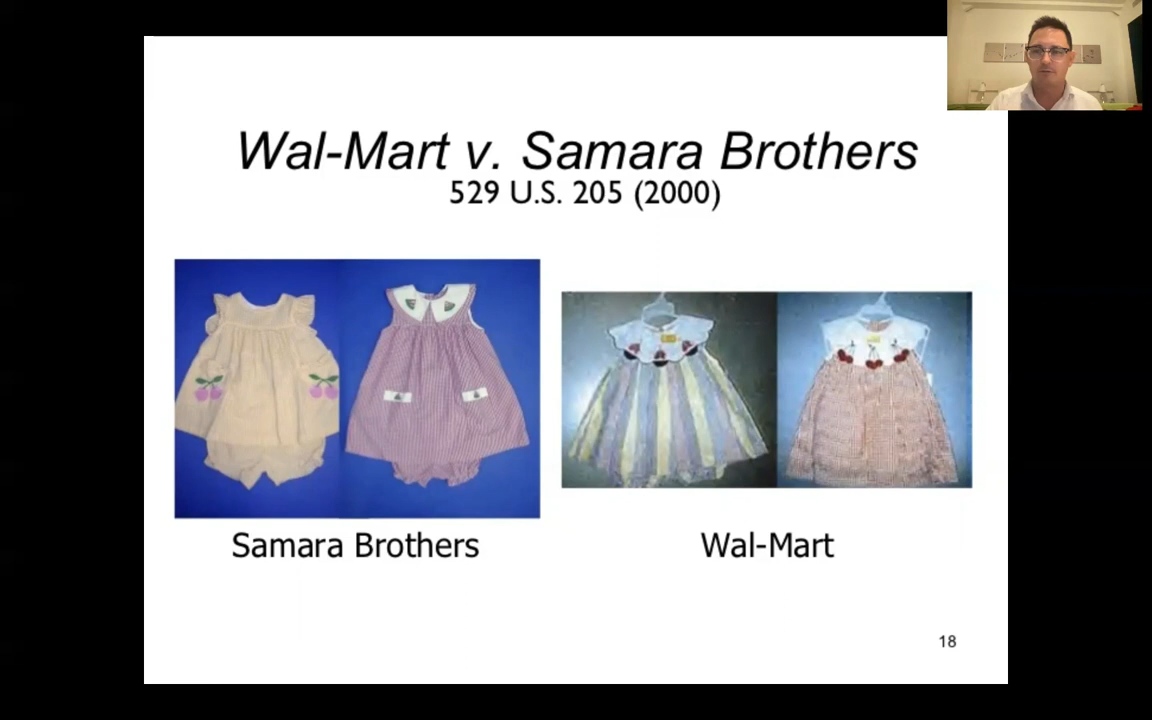 Wal-Mart v. Samara Brothers
529 U.S. 205 (2000)
Samara Brothers
Wal-Mart
18